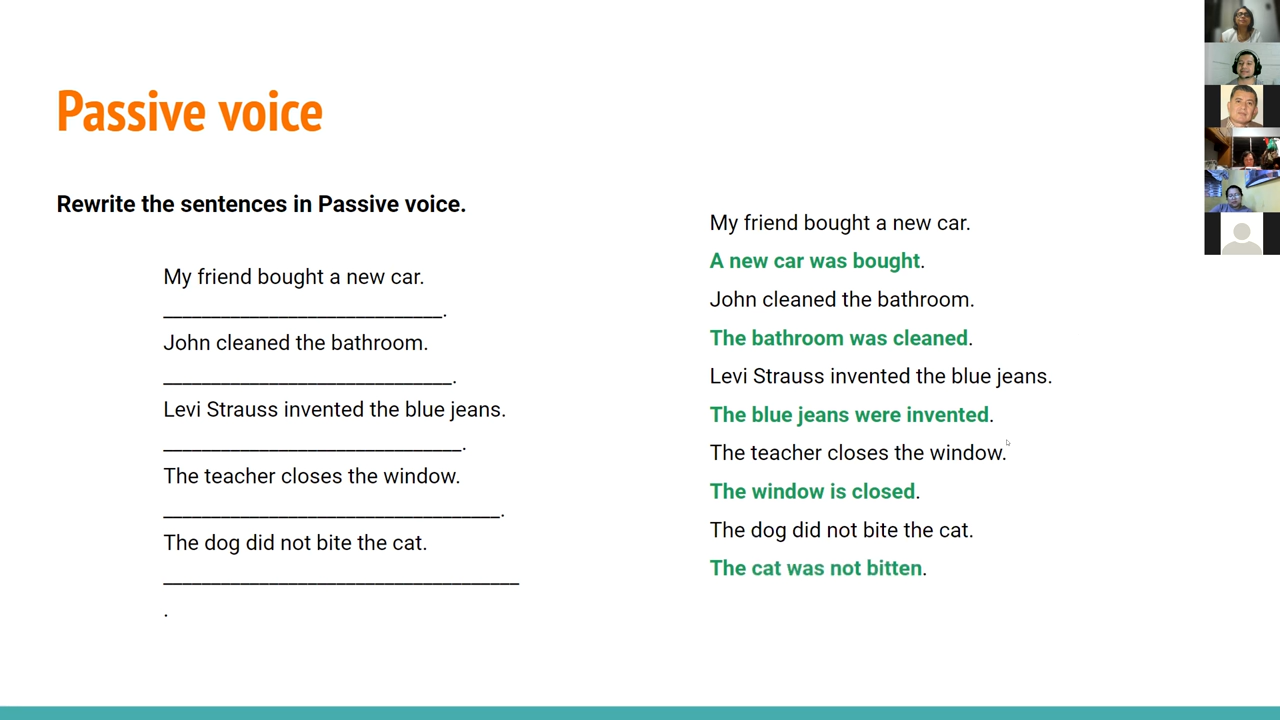 Passive voice
Rewrite the sentences in Passive voice.
My friend bought a new car.
_____________________________.
John cleaned the bathroom.
______________________________.
Levi Strauss invented the blue jeans.
_______________________________.
The teacher closes the window.
___________________________________.
The dog did not bite the cat.
_____________________________________
.
My friend bought a new car.
A new car was bought.
John cleaned the bathroom.
The bathroom was cleaned.
Levi Strauss invented the blue jeans.
The blue jeans were invented.
The teacher closes the window.
The window is closed.
The dog did not bite the cat.
The cat was not bitten.